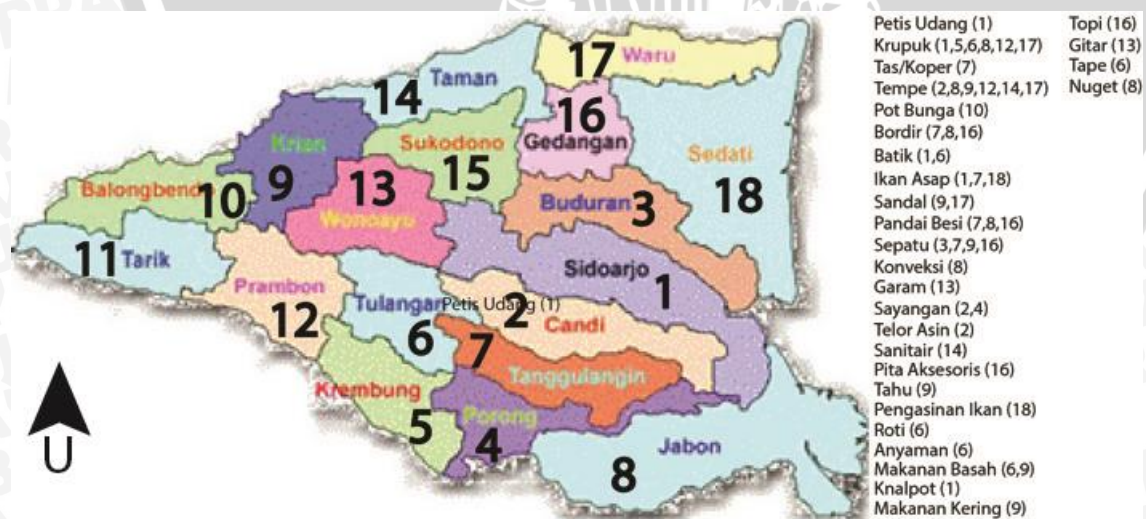 17 Waru
Taman
14
16
Gedangan
Krian
Sukodono
15
Sedati
18
9
13
Wonoayu
Balongbendo
10
Buduran 3
11 Tarik
Sidoarjo
1
Prambon
12
Tulangan
Petis Udang (1)
2
Candi
6
7
Tanggulangin
Krembung
5
Porong
4
Jabon
8
U
Petis Udang (1)
Krupuk (1,5,6,8,12,17)
Tas/Koper (7)
Tempe (2,8,9,12,14,17)
Pot Bunga (10)
Bordir (7,8,16)
Batik (1,6)
Ikan Asap (1,7,18)
Sandal (9,17)
Pandai Besi (7,8,16)
Sepatu (3,7,9,16)
Konveksi (8)
Garam (13)
Sayangan (2,4)
Telor Asin (2)
Sanitair (14)
Pita Aksesoris (16)
Tahu (9)
Pengasinan Ikan (18)
Roti (6)
Anyaman (6)
Makanan Basah (6,9)
Knalpot (1)
Makanan Kering (9)
Topi (16)
Gitar (13)
Tape (6)
Nuget (8)